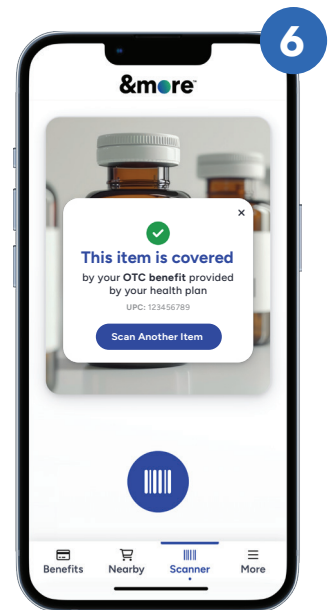 6
&more™
This item is covered
by your OTC benefit provided
by your health plan
UPC: 123456789
Scan Another Item
Benefits
Nearby
Scanner
More